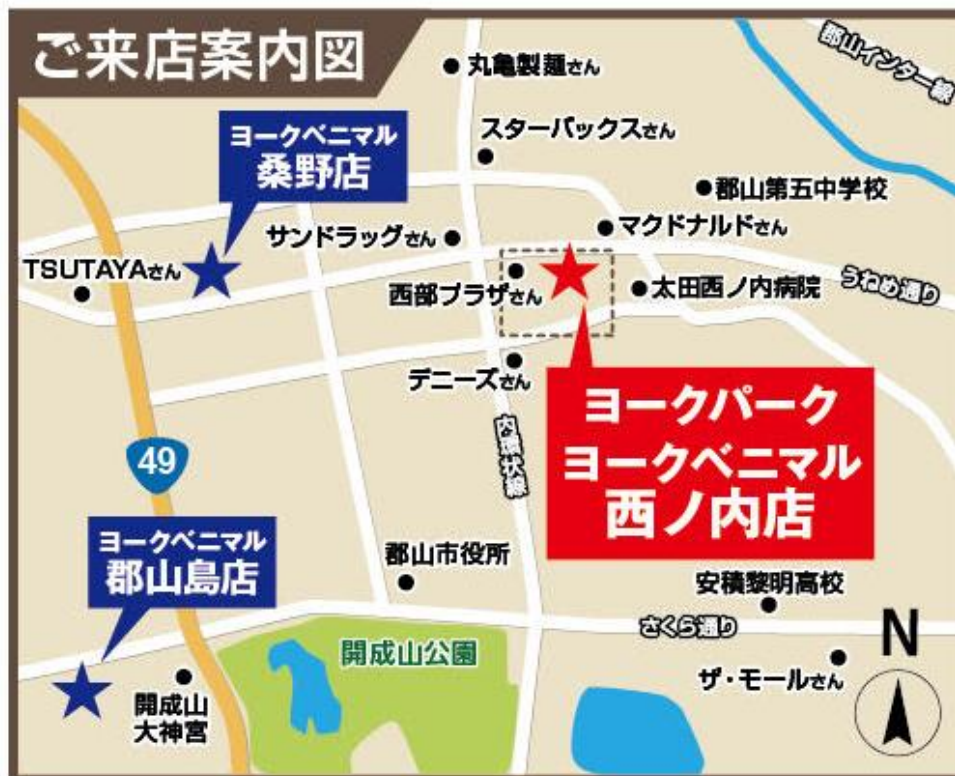 ご来店案内図
丸亀製麺さん
郡山インター線
ヨークベニマル
桑野店
スターバックスさん
郡山第五中学校
サンドラッグさん
マクドナルドさん
TSUTAYAさん
西部プラザさん
太田西ノ内病院
うねめ通り
デニーズさん
ヨークパーク
ヨークベニマル
西ノ内店
49
内環状線
ヨークベニマル
郡山島店
郡山市役所
安積黎明高校
さくら通り
N
開成山公園
ザ・モールさん
開成山
大神宮